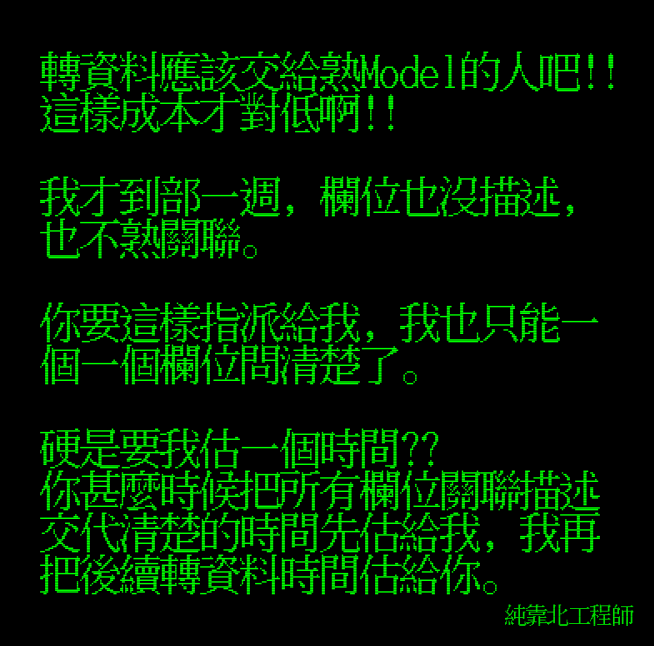 轉資料應該交給熟Model的人吧!!
這樣成本才對低啊!!
我才到部一週, 欄位也沒描述,
也不熟關聯。
你要這樣指派給我, 我也只能一
個一個欄位問清楚了。
硬是要我估一個時間??
你甚麼時候把所有欄位關聯描述
交代清楚的時間先估給我, 我再
把後續轉資料時間估給你。
純靠北工程師